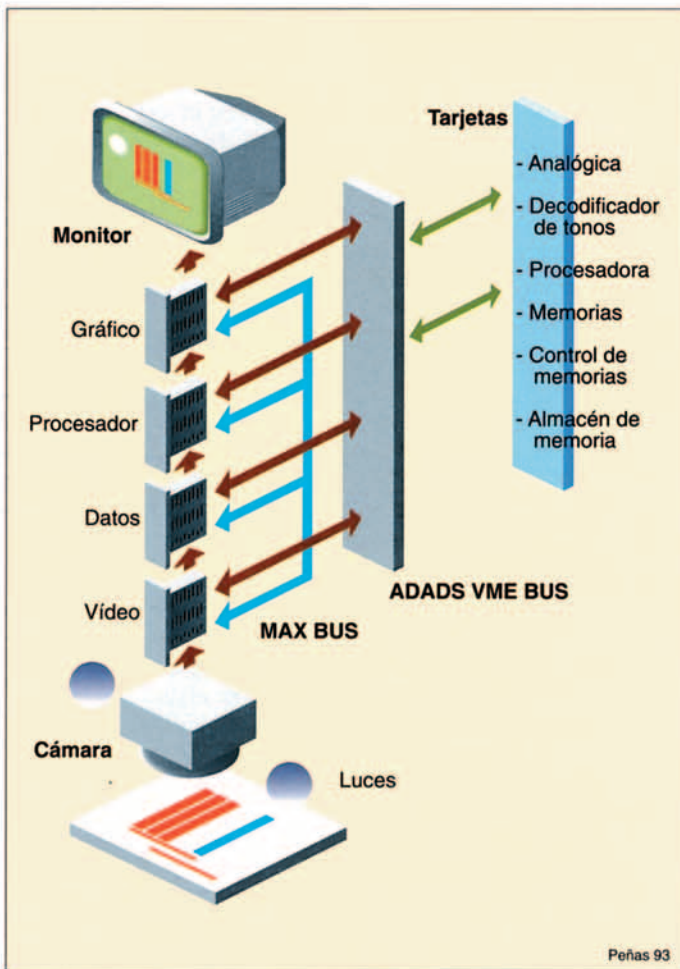 Tarjetas
- Analógica
- Decodificador
de tonos
- Procesadora
- Memorias
- Control de
memorias
- Almacén de
memoria
Monitor
Gráfico
Procesador
Datos
Vídeo
ADADS VME BUS
MAX BUS
Cámara
Luces
Peñas 93